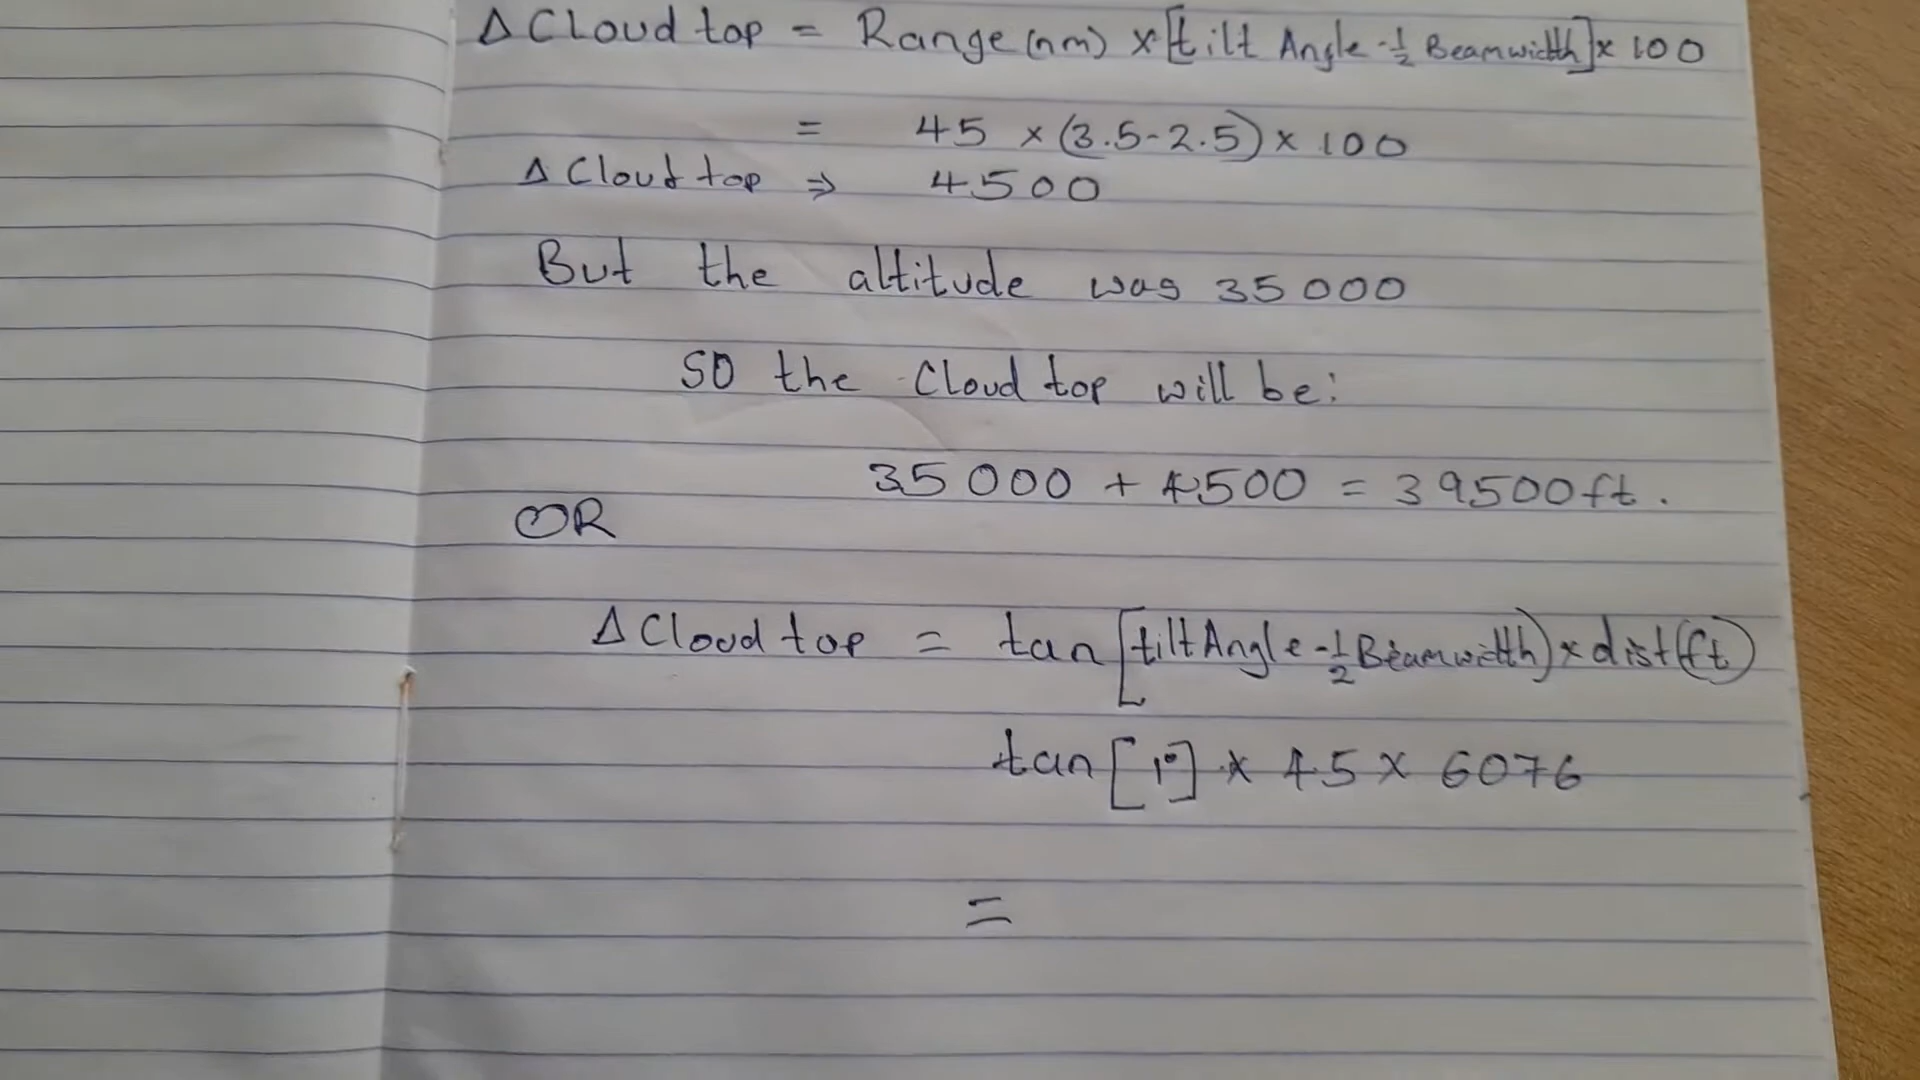 Δ Cloud top = Range (nm) x [tilt Angle - 1/2 Beamwidth] x 100
= 45 x (3.5-2.5) x 100
Δ Cloud top ⇒ 4500
But the altitude was 35000
SO the Cloud top will be:
35000 + 4500 = 39500ft.
OR
Δ Cloud top = tan [tilt Angle - 1/2 Beamwidth) x dist(ft)
tan [1°] x 45 x 6076
=